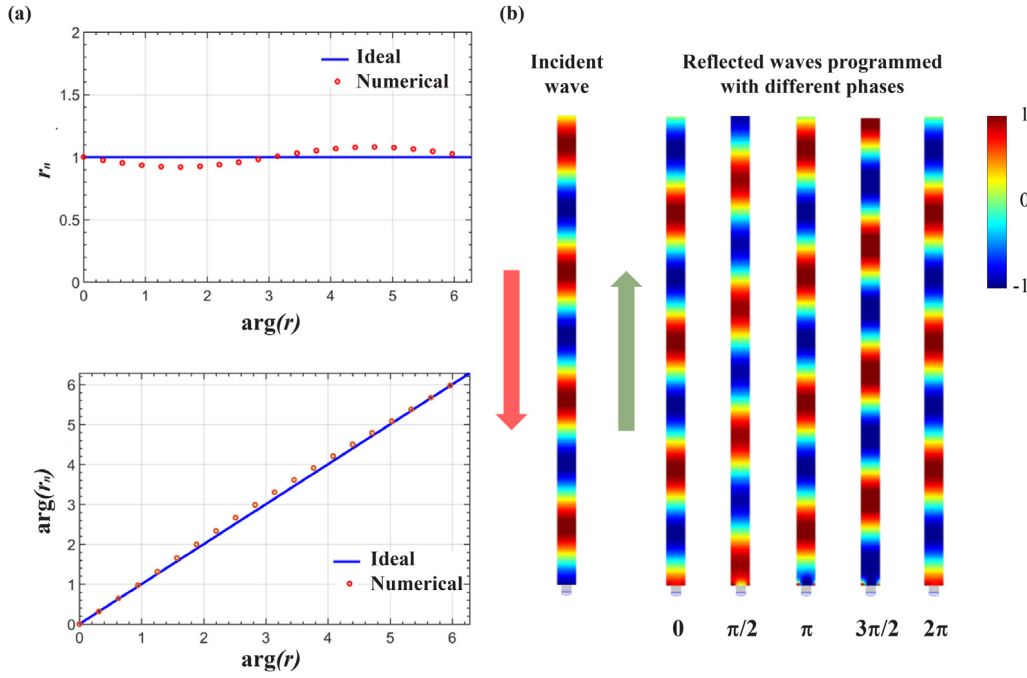 (a)
2
1.5
1
0.5
0
rₙ
Ideal
Numerical
0 1 2 3 4 5 6
arg(r)
6
5
4
3
2
1
0
arg(rₙ)
Ideal
Numerical
0 1 2 3 4 5 6
arg(r)
(b)
Incident
wave
Reflected waves programmed
with different phases
1
0
-1
0 π/2 π 3π/2 2π